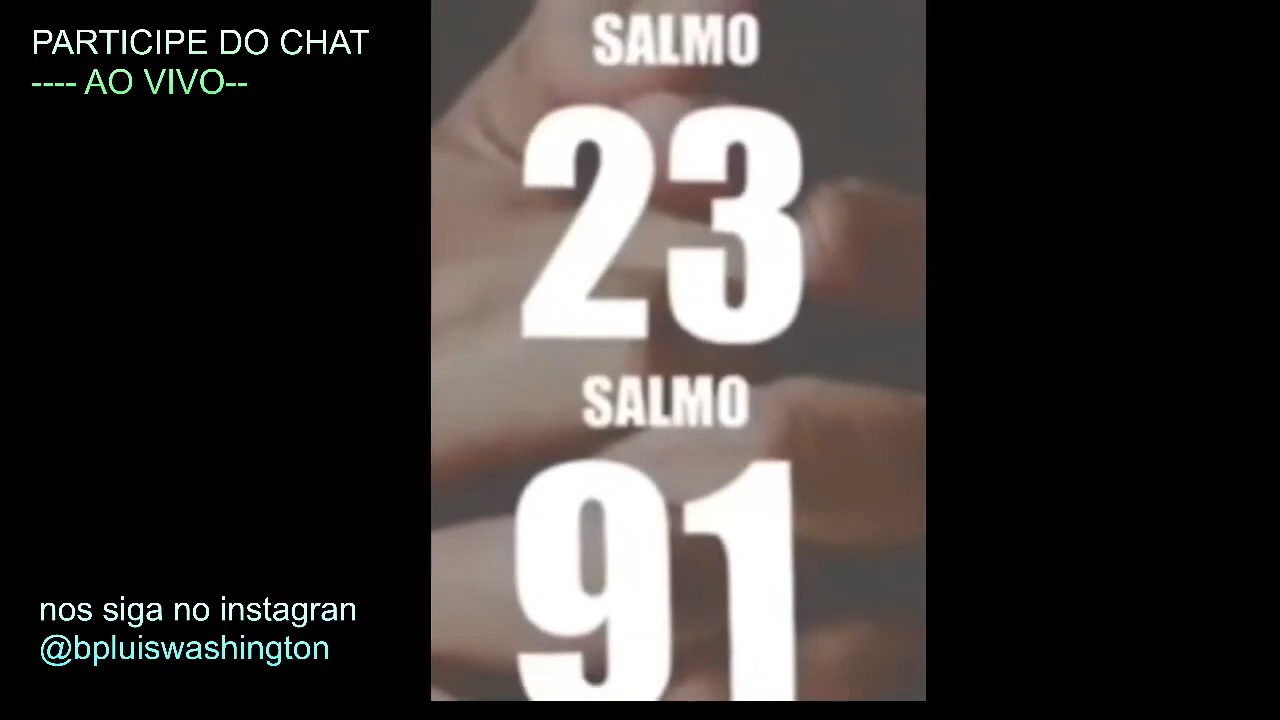 PARTICIPE DO CHAT
---- AO VIVO--
SALMO
23
SALMO
91
nos siga no instagran
@bpluiswashington